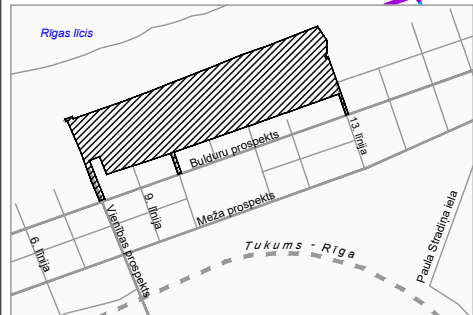 Rīgas līcis
13. līnija
Bulduru prospekts
9. līnija
Meža prospekts
Vienības prospekts
6. līnija
Tukums - Rīga
Paula Stradiņa iela